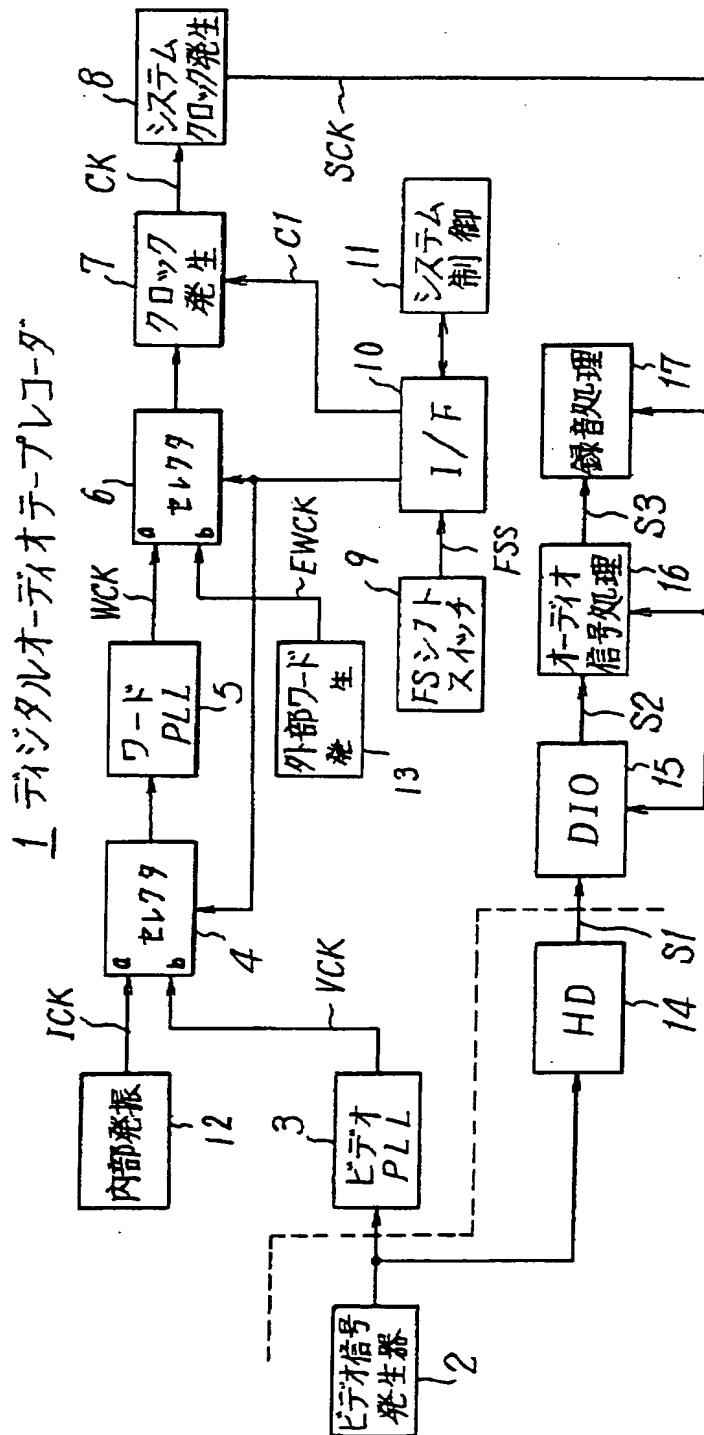 1 ディジタルオーディオテープレコーダ
内部発振
12
ICK
a
b
セレクタ
4
ワード
PLL
5
WCK
a
b
セレクタ
6
クロック
発生
7
CK
システム
クロック発生
8
SCK
ビデオ信号
発生器
2
ビデオ
PLL
3
VCK
外部ワード
発生
13
EWCK
FSシフト
スイッチ
9
FSS
I/F
10
C1
システム
制御
11
HD
14
S1
DIO
15
S2
オーディオ
信号処理
16
S3
録音処理
17